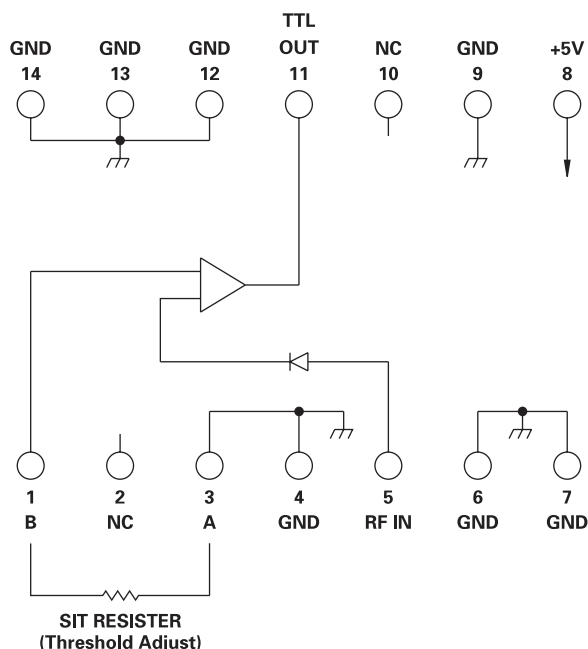 TTL
GND GND GND OUT NC GND +5V
14 13 12 11 10 9 8
1 2 3 4 5 6 7
B NC A GND RF IN GND GND
SIT RESISTER
(Threshold Adjust)